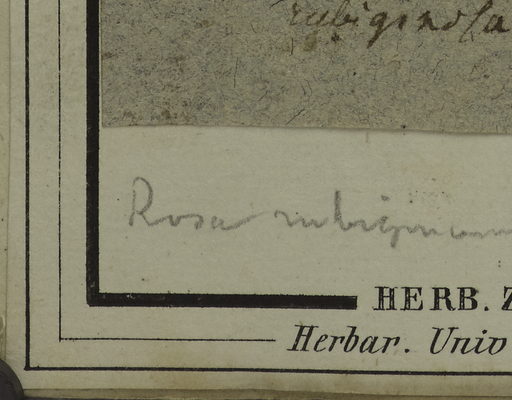 rubiginosa
Rosa
HERB.
Herbar. Univ